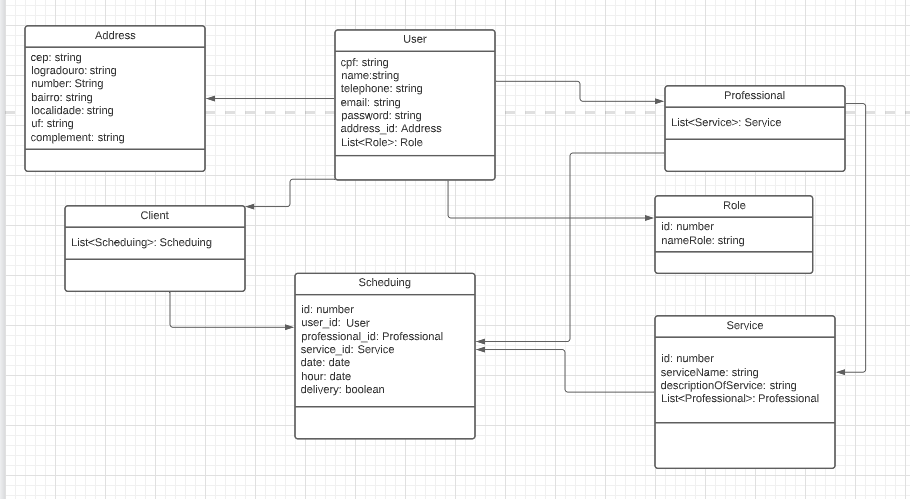 Address
cep: string
logradouro: string
number: String
bairro: string
localidade: string
uf: string
complement: string
User
cpf: string
name:string
telephone: string
email: string
password: string
address_id: Address
List<Role>: Role
Professional
List<Service>: Service
Client
List<Scheduing>: Scheduing
Role
id: number
nameRole: string
Scheduing
id: number
user_id: User
professional_id: Professional
service_id: Service
date: date
hour: date
delivery: boolean
Service
id: number
serviceName: string
descriptionOfService: string
List<Professional>: Professional